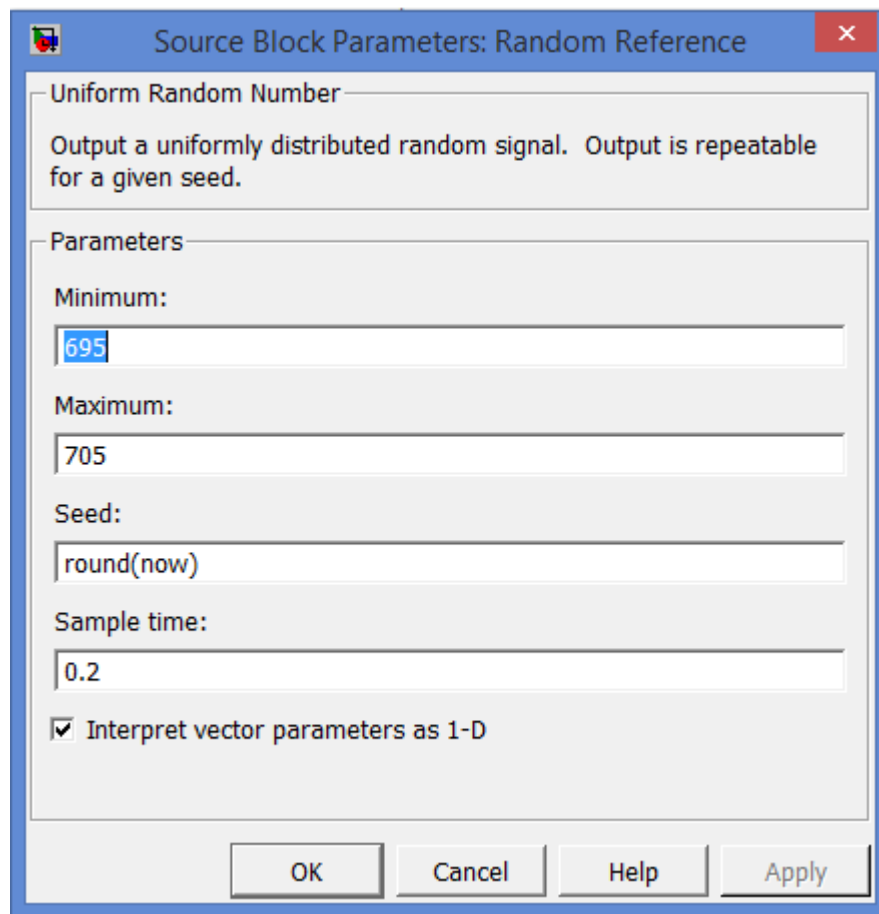 Source Block Parameters: Random Reference
Uniform Random Number
Output a uniformly distributed random signal.  Output is repeatable
for a given seed.
Parameters
Minimum:
695
Maximum:
705
Seed:
round(now)
Sample time:
0.2
Interpret vector parameters as 1-D
OK Cancel Help Apply